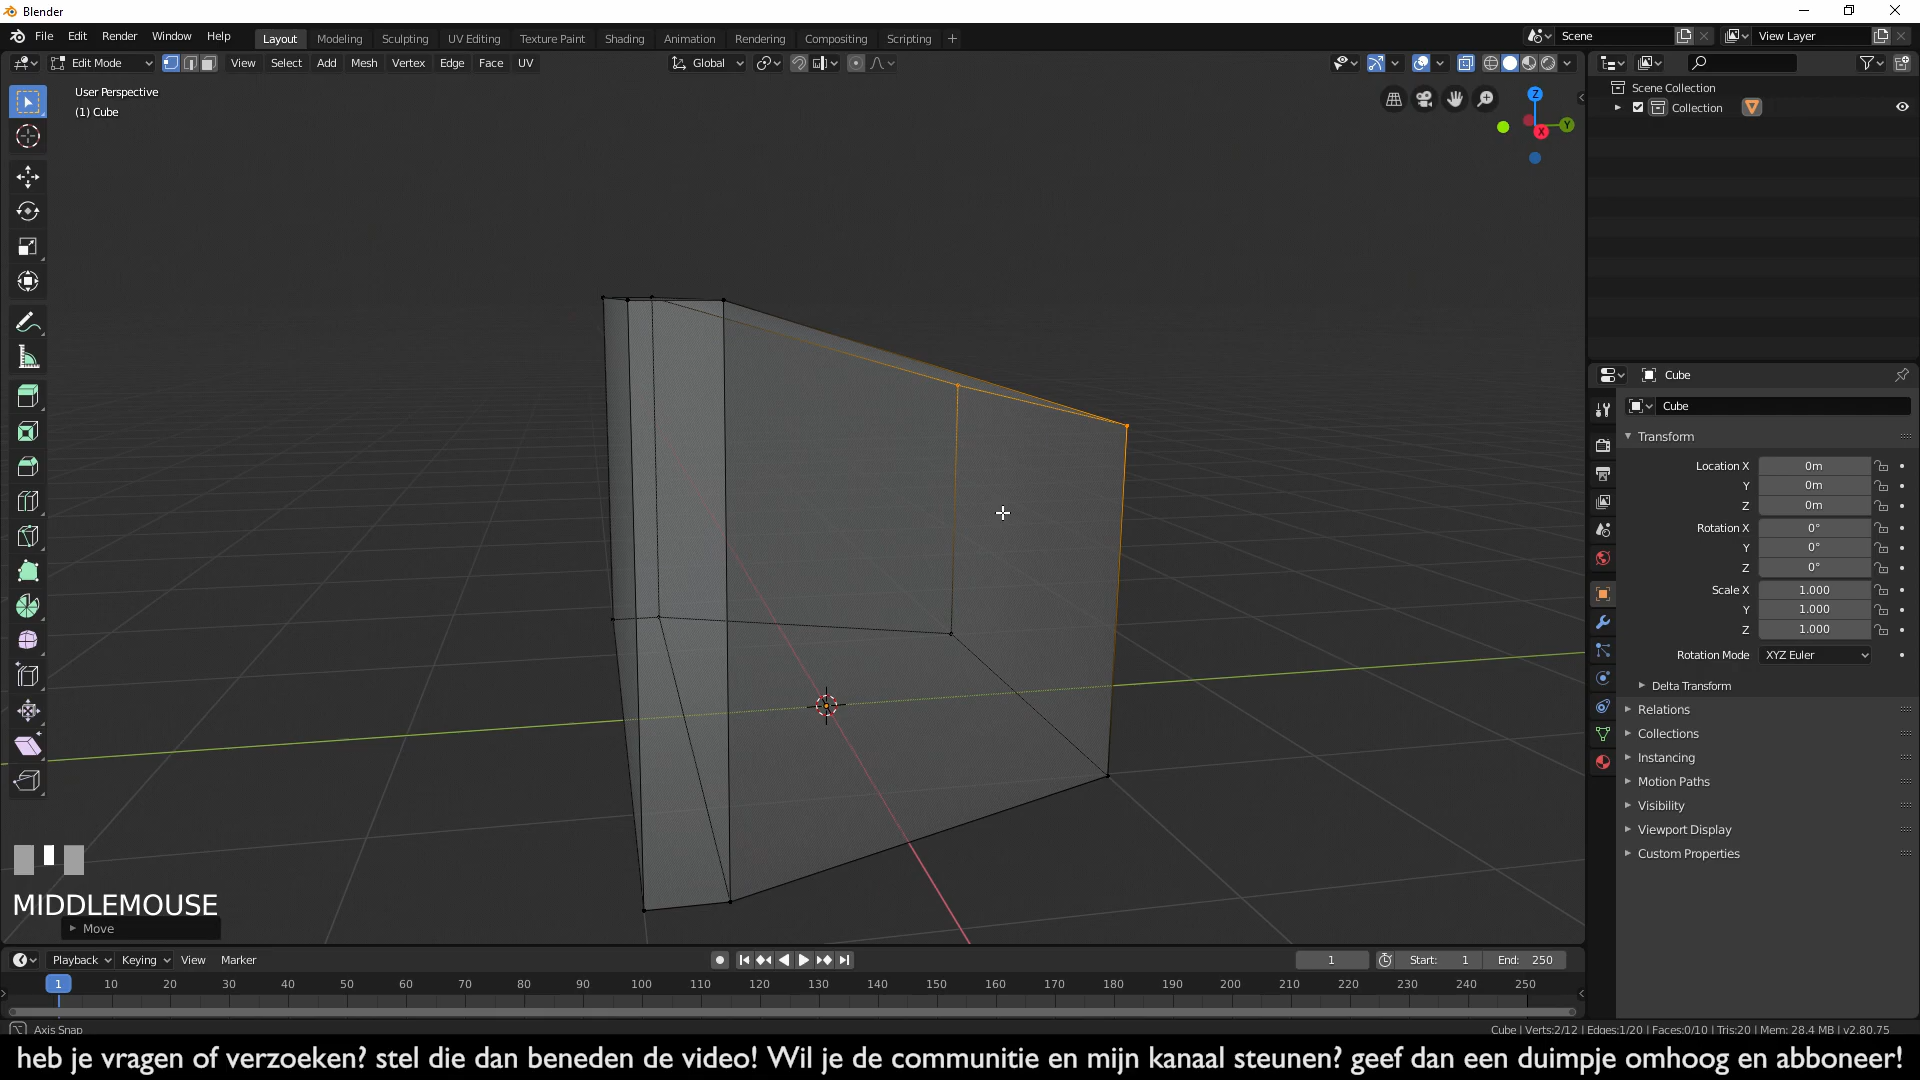 Blender
File Edit Render Window Help
Layout Modeling Sculpting UV Editing Texture Paint Shading Animation Rendering Compositing Scripting +
Scene
View Layer
Edit Mode View Select Add Mesh Vertex Edge Face UV
Global
User Perspective
(1) Cube
Z
Y
X
Scene Collection
Collection
Cube
Cube
Transform
Location X 0m
Y 0m
Z 0m
Rotation X 0°
Y 0°
Z 0°
Scale X 1.000
Y 1.000
Z 1.000
Rotation Mode XYZ Euler
Delta Transform
Relations
Collections
Instancing
Motion Paths
Visibility
Viewport Display
Custom Properties
MIDDLEMOUSE
Move
Playback Keying View Marker
1 Start: 1 End: 250
1 10 20 30 40 50 60 70 80 90 100 110 120 130 140 150 160 170 180 190 200 210 220 230 240 250
Axis Snap
Cube | Verts:2/12 | Edges:1/20 | Faces:0/10 | Tris:20 | Mem: 28.4 MB | v2.80.75
heb je vragen of verzoeken? stel die dan beneden de video! Wil je de communitie en mijn kanaal steunen? geef dan een duimpje omhoog en abboneer!